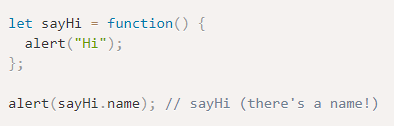 let sayHi = function() {
  alert("Hi");
};

alert(sayHi.name); // sayHi (there's a name!)